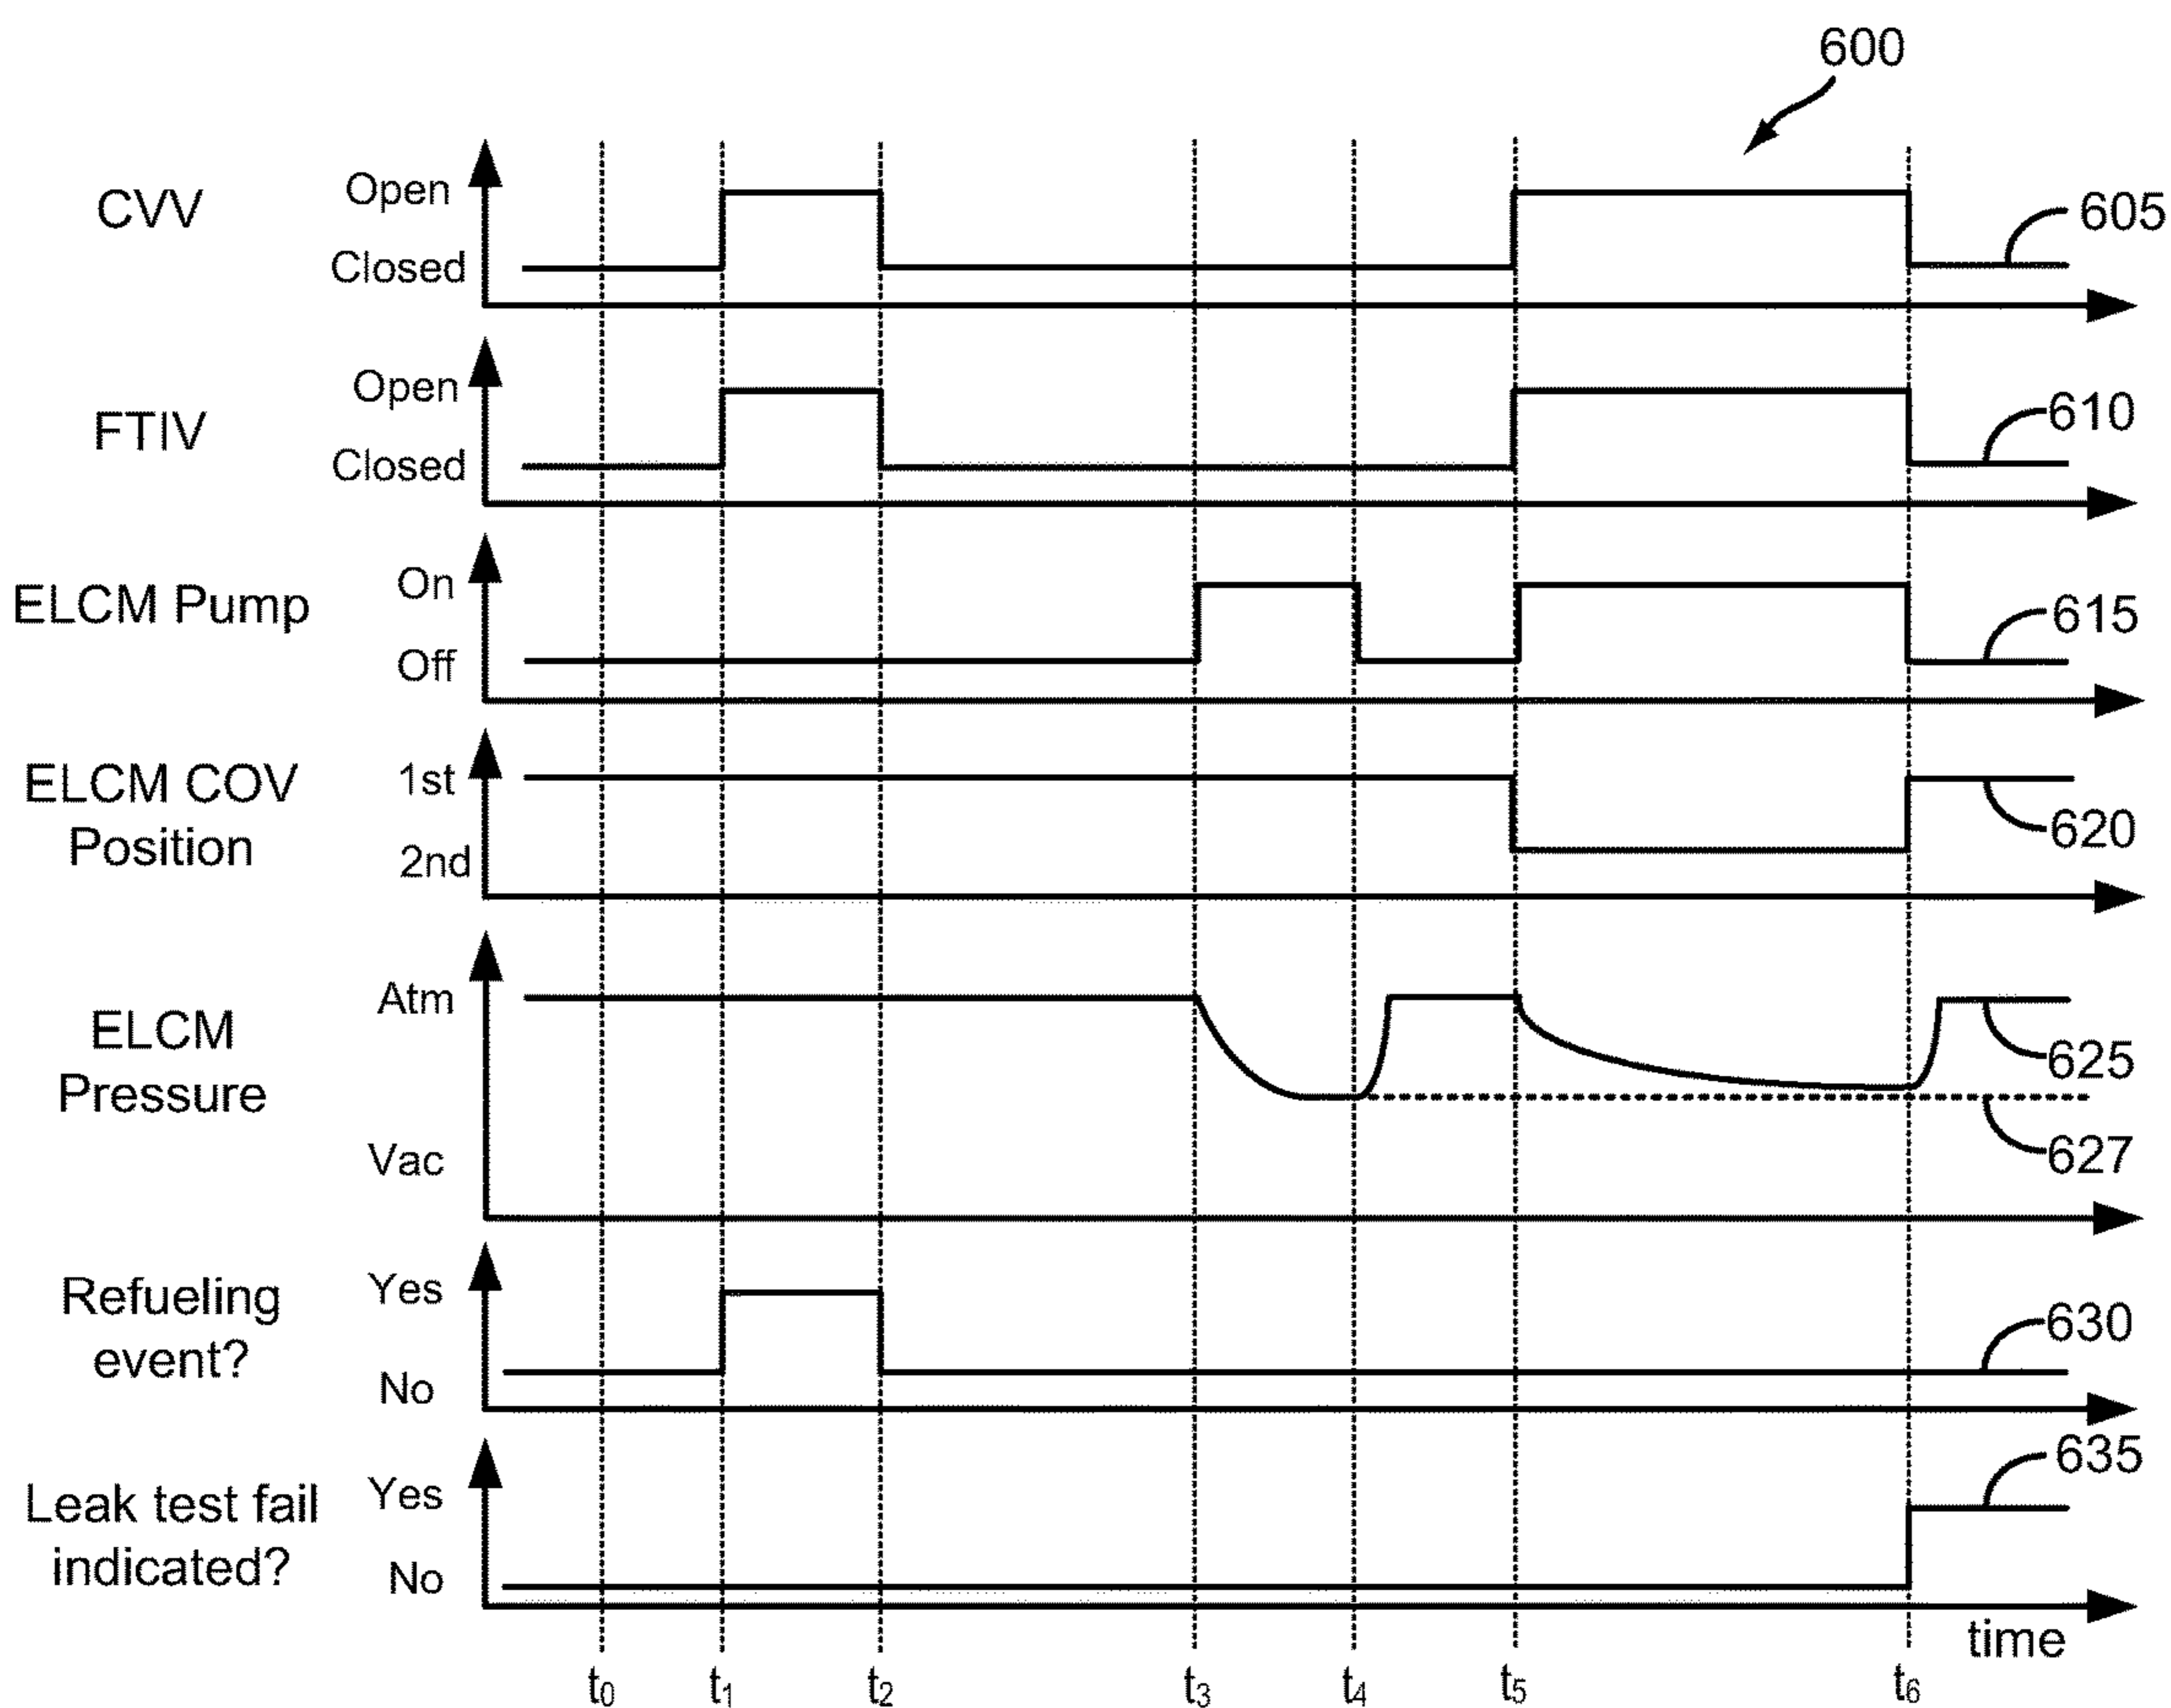 600
CVV
Open
Closed
605
FTIV
Open
Closed
610
ELCM Pump
On
Off
615
ELCM COV
Position
1st
2nd
620
ELCM
Pressure
Atm
Vac
625
627
Refueling
event?
Yes
No
630
Leak test fail
indicated?
Yes
No
635
time
t0 t1 t2 t3 t4 t5 t6